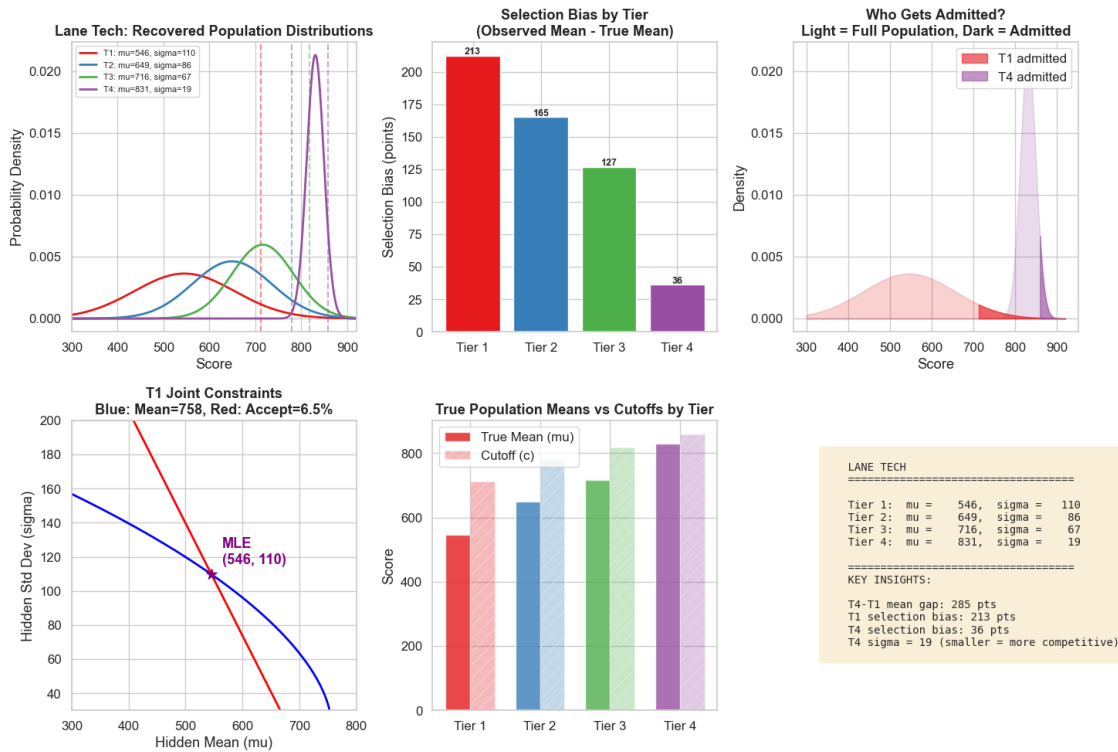 Lane Tech: Recovered Population Distributions
T1: mu=546, sigma=110
T2: mu=649, sigma=86
T3: mu=716, sigma=67
T4: mu=831, sigma=19
Probability Density
0.020
0.015
0.010
0.005
0.000
300 400 500 600 700 800 900
Score
Selection Bias by Tier
(Observed Mean - True Mean)
Selection Bias (points)
200
175
150
125
100
75
50
25
0
213
165
127
36
Tier 1 Tier 2 Tier 3 Tier 4
Who Gets Admitted?
Light = Full Population, Dark = Admitted
T1 admitted
T4 admitted
Density
0.020
0.015
0.010
0.005
0.000
300 400 500 600 700 800 900
Score
T1 Joint Constraints
Blue: Mean=758, Red: Accept=6.5%
Hidden Std Dev (sigma)
200
180
160
140
120
100
80
60
40
MLE
(546, 110)
300 400 500 600 700 800
Hidden Mean (mu)
True Population Means vs Cutoffs by Tier
True Mean (mu)
Cutoff (c)
Score
800
600
400
200
0
Tier 1 Tier 2 Tier 3 Tier 4
LANE TECH
===================================
Tier 1: mu = 546, sigma = 110
Tier 2: mu = 649, sigma = 86
Tier 3: mu = 716, sigma = 67
Tier 4: mu = 831, sigma = 19
===================================
KEY INSIGHTS:
T4-T1 mean gap: 285 pts
T1 selection bias: 213 pts
T4 selection bias: 36 pts
T4 sigma = 19 (smaller = more competitive)